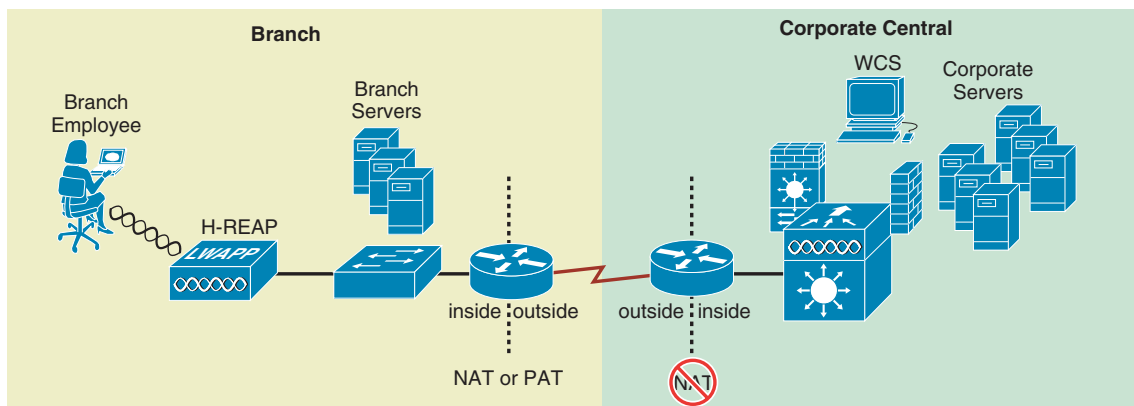 Branch
Corporate Central
WCS
Corporate
Servers
Branch
Employee
Branch
Servers
H-REAP
LWAPP
inside outside
outside inside
NAT or PAT
NAT